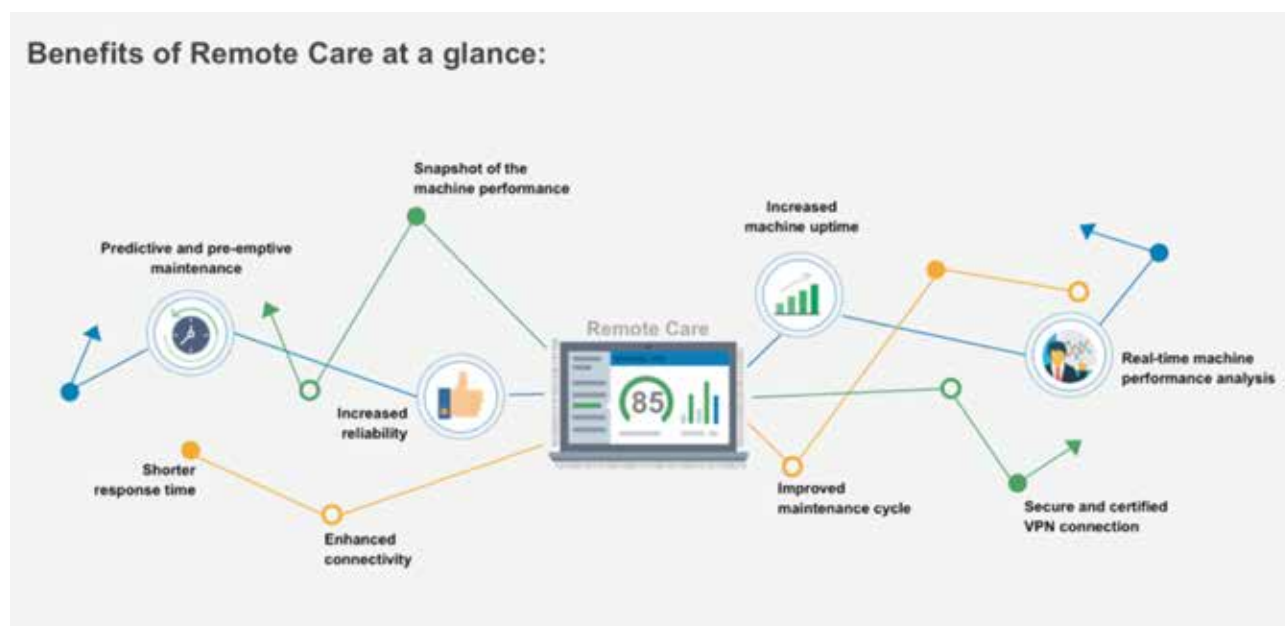 Benefits of Remote Care at a glance:
Snapshot of the
machine performance
Increased
machine uptime
Predictive and pre-emptive
maintenance
Remote Care
85
Real-time machine
performance analysis
Increased
reliability
Shorter
response time
Improved
maintenance cycle
Secure and certified
VPN connection
Enhanced
connectivity